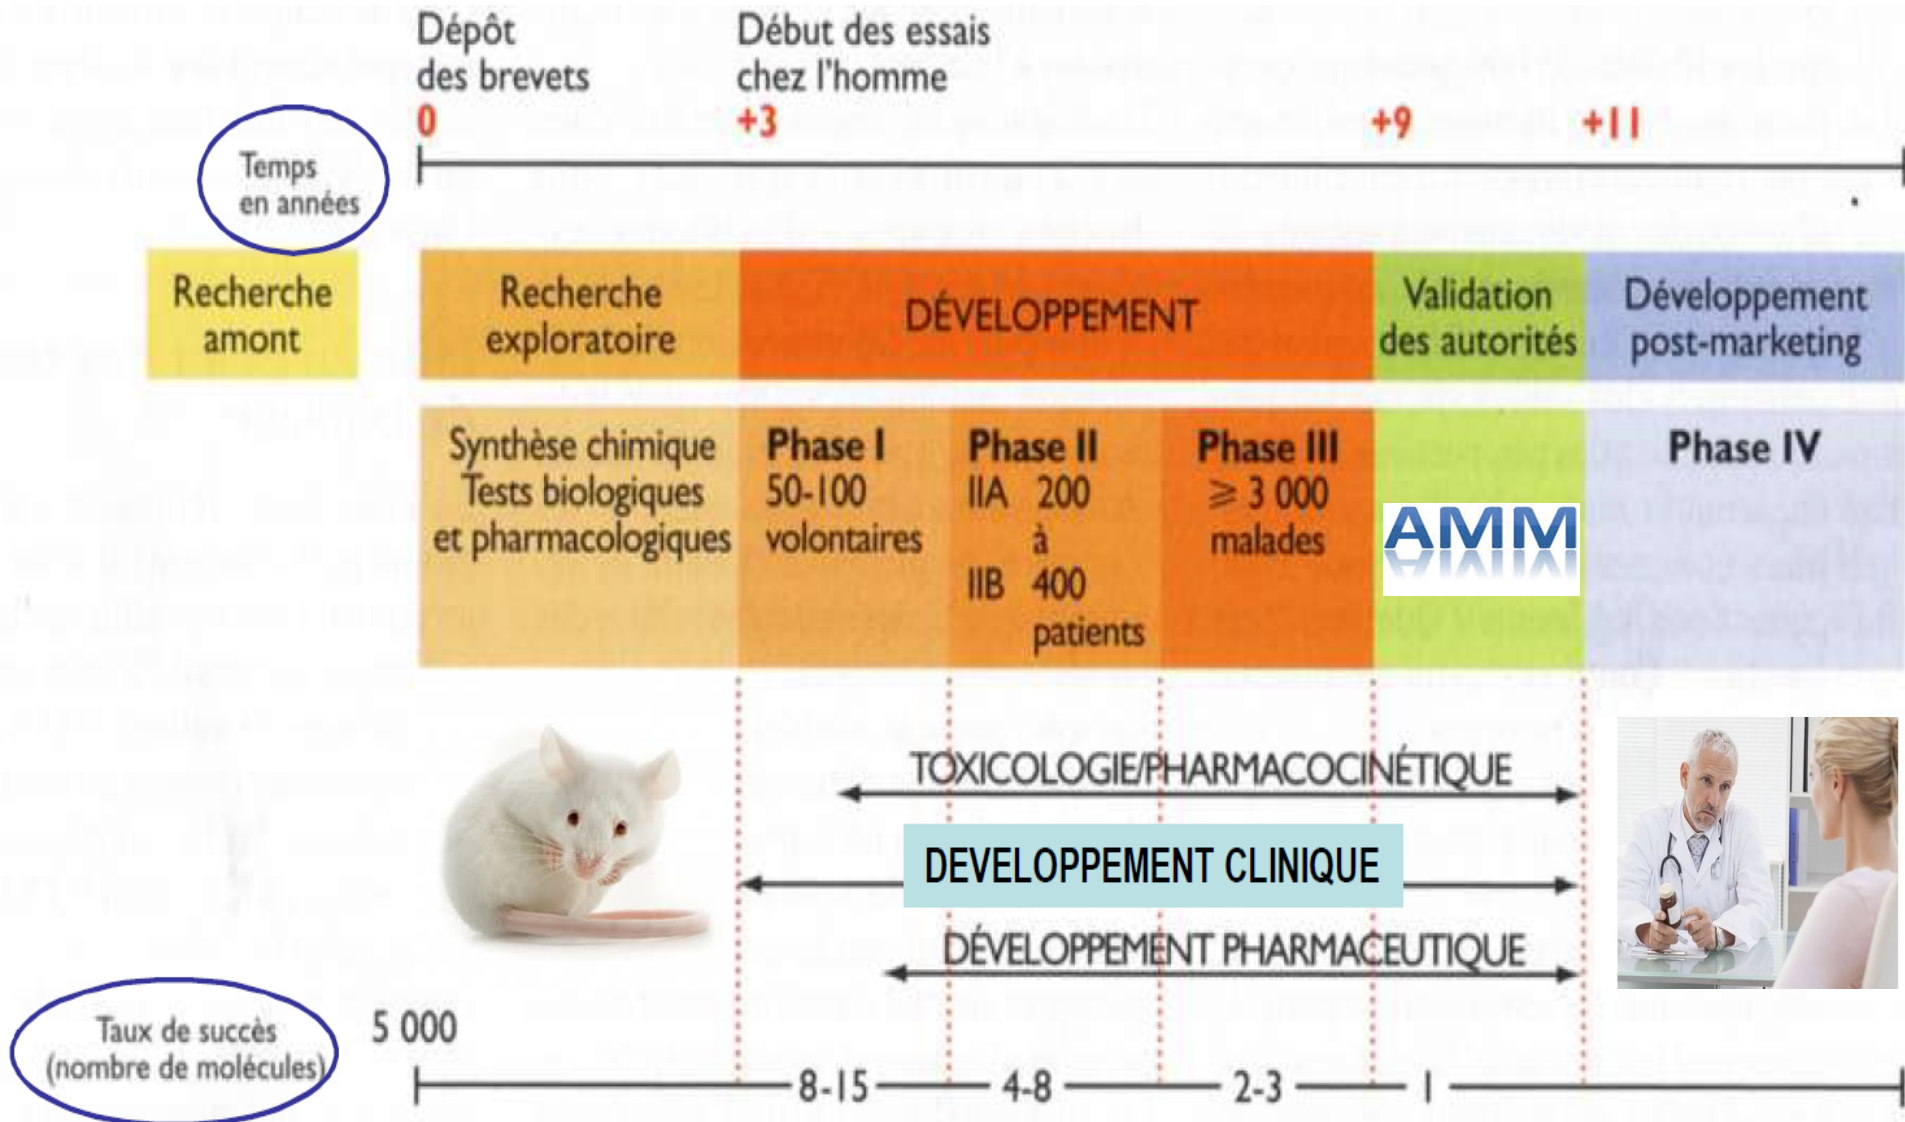 Dépôt
des brevets
0
Début des essais
chez l'homme
+3
+9
+11
Temps
en années
Recherche
amont
Recherche
exploratoire
DÉVELOPPEMENT
Validation
des autorités
Développement
post-marketing
Synthèse chimique
Tests biologiques
et pharmacologiques
Phase I
50-100
volontaires
Phase II
IIA 200
à
IIB 400
patients
Phase III
⩾ 3 000
malades
AMM
Phase IV
TOXICOLOGIE/PHARMACOCINÉTIQUE
DEVELOPPEMENT CLINIQUE
DÉVELOPPEMENT PHARMACEUTIQUE
Taux de succès
(nombre de molécules)
5 000
8-15
4-8
2-3
1